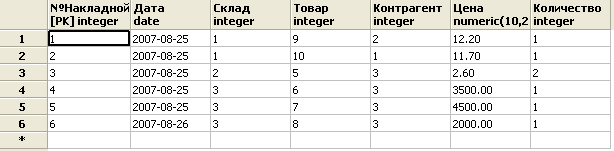 №Накладной Дата Склад Товар Контрагент Цена Количество
[PK] integer date integer integer integer numeric(10,2 integer
1 1 2007-08-25 1 9 2 12.20 1
2 2 2007-08-25 1 10 1 11.70 1
3 3 2007-08-25 2 5 3 2.60 2
4 4 2007-08-25 3 6 3 3500.00 1
5 5 2007-08-25 3 7 3 4500.00 1
6 6 2007-08-26 3 8 3 2000.00 1
*